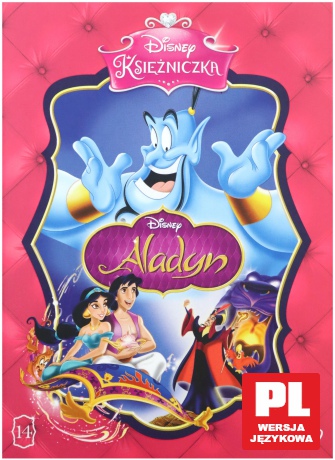 Disney
KSIĘŻNICZKA
Disney
Aladyn
14
PL
WERSJA
JĘZYKOWA